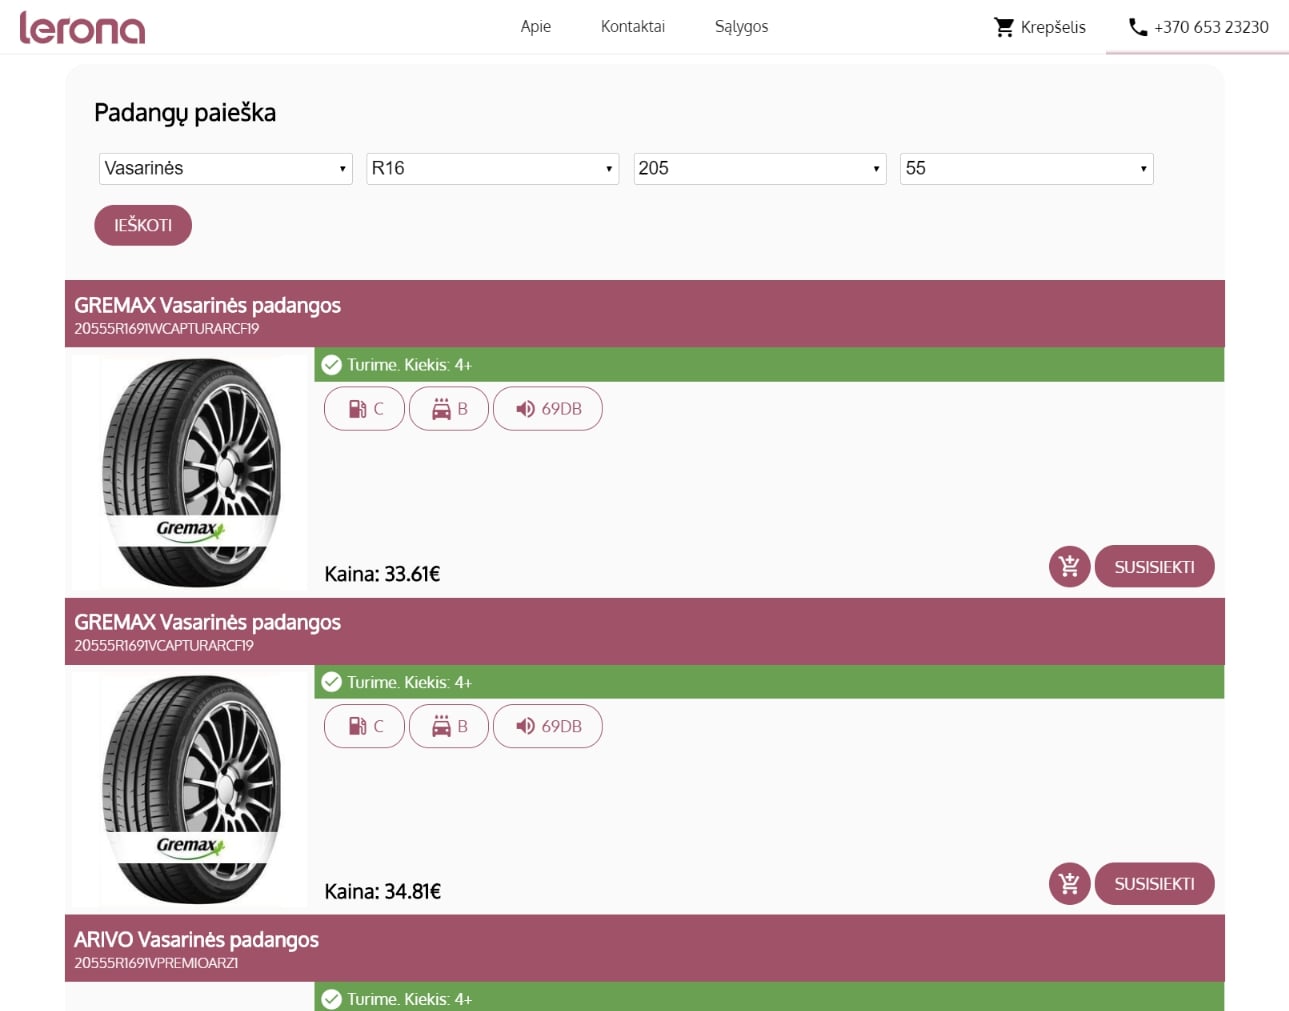 lerona
Apie
Kontaktai
Sąlygos
Krepšelis
+370 653 23230
Padangų paieška
Vasarinės
R16
205
55
IEŠKOTI
GREMAX Vasarinės padangos
20555R1691WCAPTURARCF19
Turime. Kiekis: 4+
C
B
69DB
Gremax
Kaina: 33.61€
SUSISIEKTI
GREMAX Vasarinės padangos
20555R1691VCAPTURARCF19
Turime. Kiekis: 4+
C
B
69DB
Gremax
Kaina: 34.81€
SUSISIEKTI
ARIVO Vasarinės padangos
20555R1691VPREMIOARZ1
Turime. Kiekis: 4+